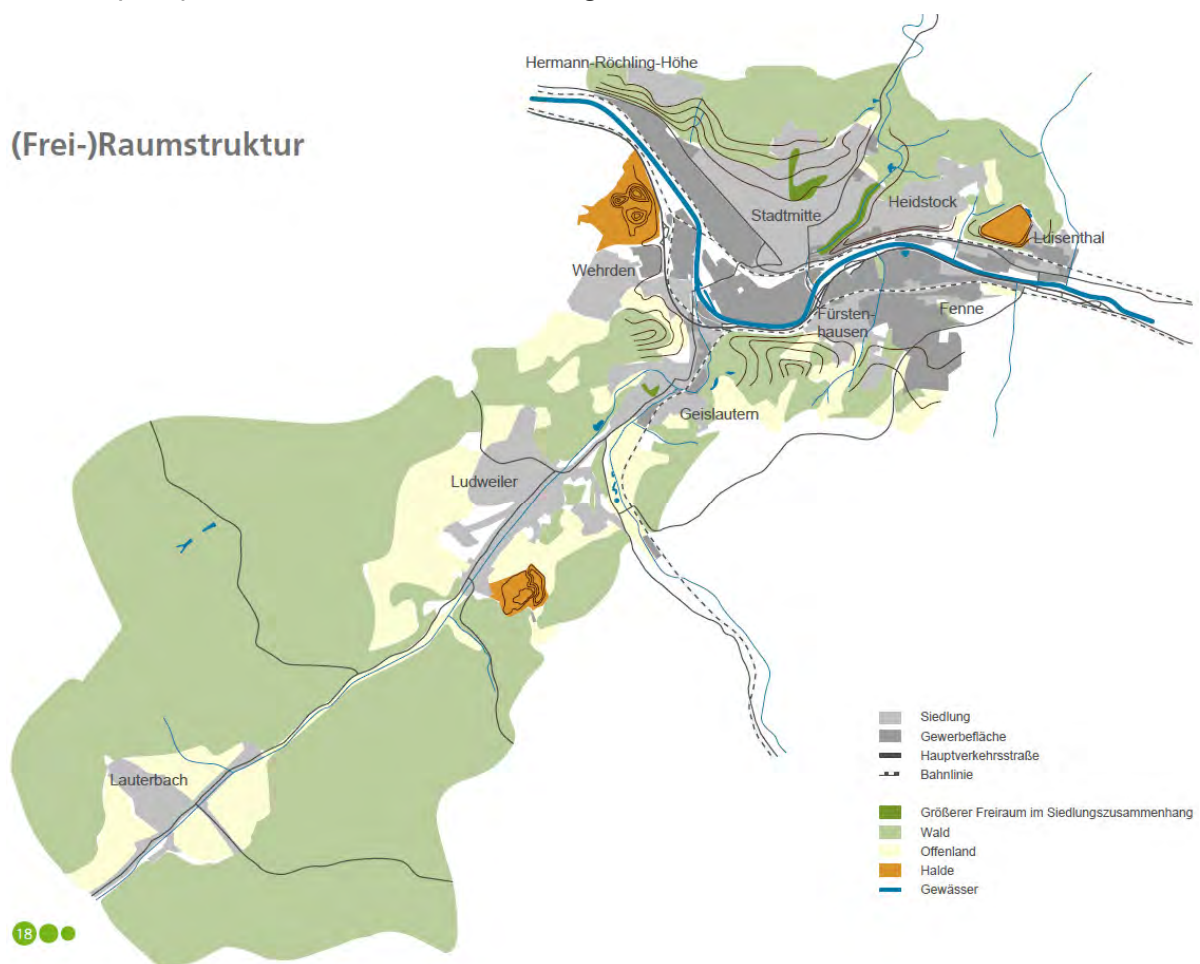 Hermann-Röchling-Höhe
(Frei-)Raumstruktur
Stadtmitte
Heidstock
Luisenthal
Wehrden
Fürsten-
hausen
Fenne
Geislautern
Ludweiler
Lauterbach
Siedlung
Gewerbefläche
Hauptverkehrsstraße
Bahnlinie
Größerer Freiraum im Siedlungszusammenhang
Wald
Offenland
Halde
Gewässer
18